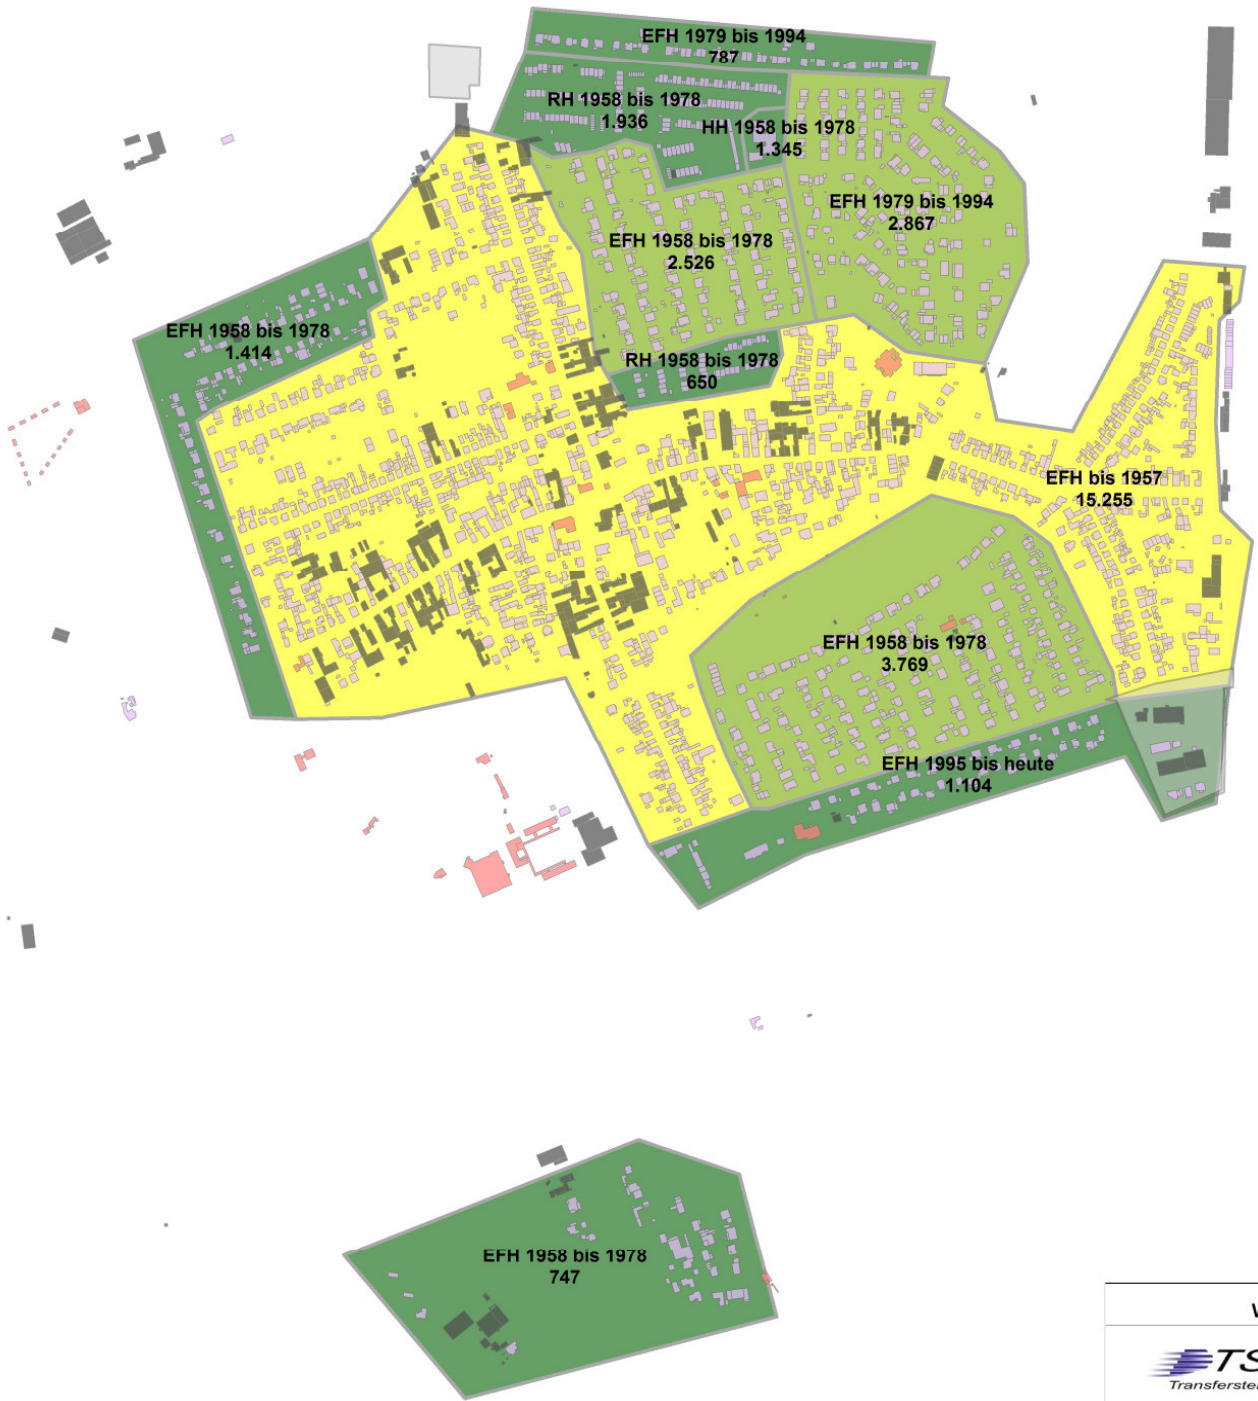 EFH 1979 bis 1994
787
RH 1958 bis 1978
1.936
HH 1958 bis 1978
1.345
EFH 1979 bis 1994
2.867
EFH 1958 bis 1978
2.526
EFH 1958 bis 1978
1.414
RH 1958 bis 1978
650
EFH bis 1957
15.255
EFH 1958 bis 1978
3.769
EFH 1995 bis heute
1.104
EFH 1958 bis 1978
747
TS